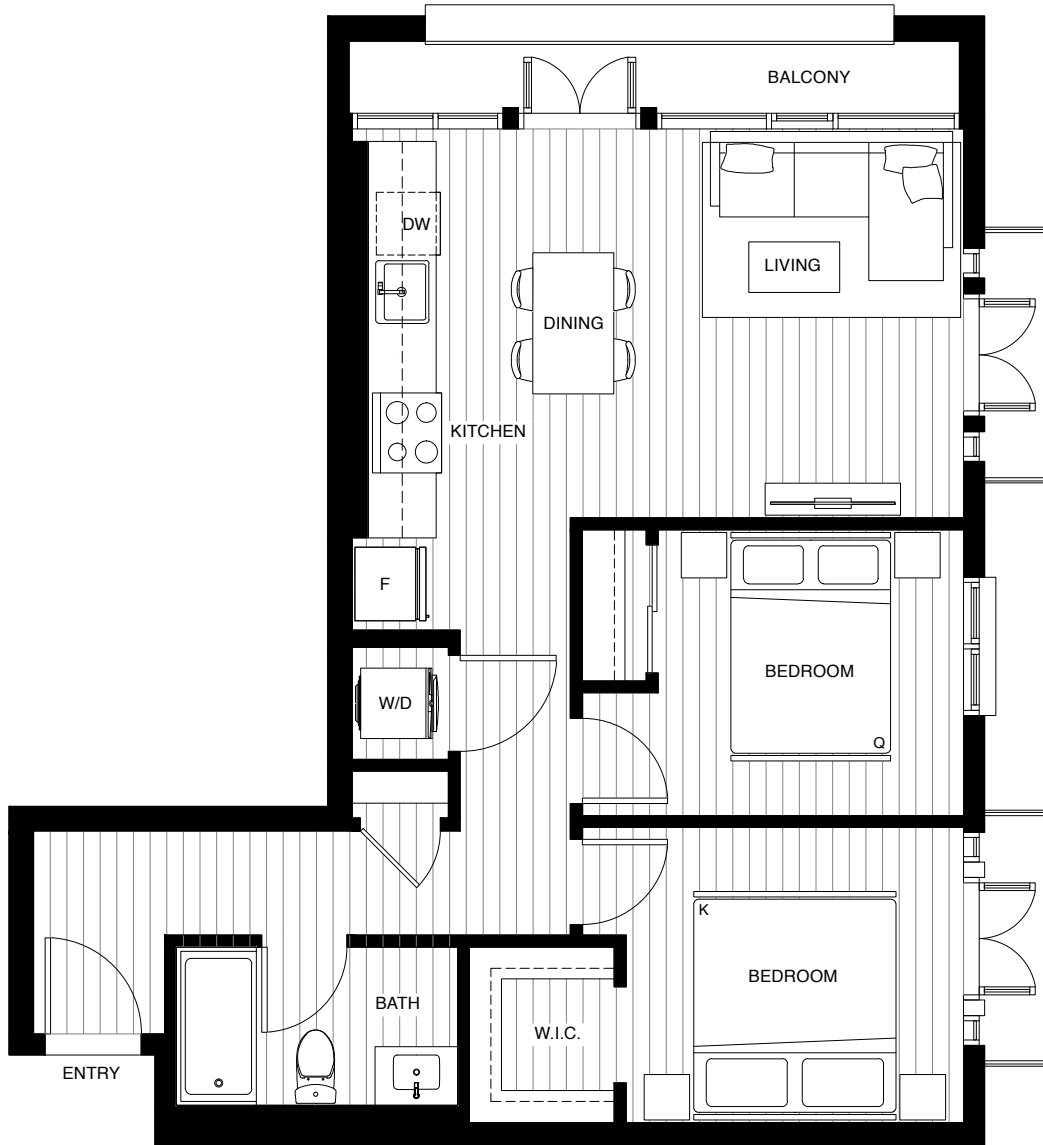 BALCONY
DW
LIVING
DINING
KITCHEN
F
BEDROOM
W/D
Q
K
BEDROOM
BATH
W.I.C.
ENTRY